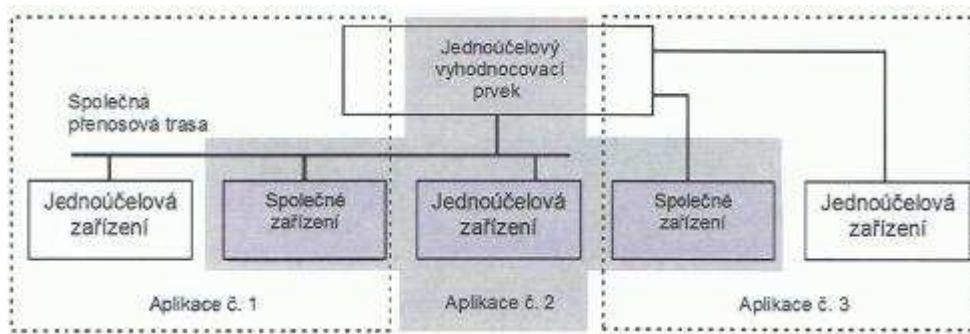 Jednoúčelový
vyhodnocovací
prvek
Společná
přenosová trasa
Jednoúčelová
zařízení
Společné
zařízení
Jednoúčelová
zařízení
Společné
zařízení
Jednoúčelová
zařízení
Aplikace č. 1
Aplikace č. 2
Aplikace č. 3